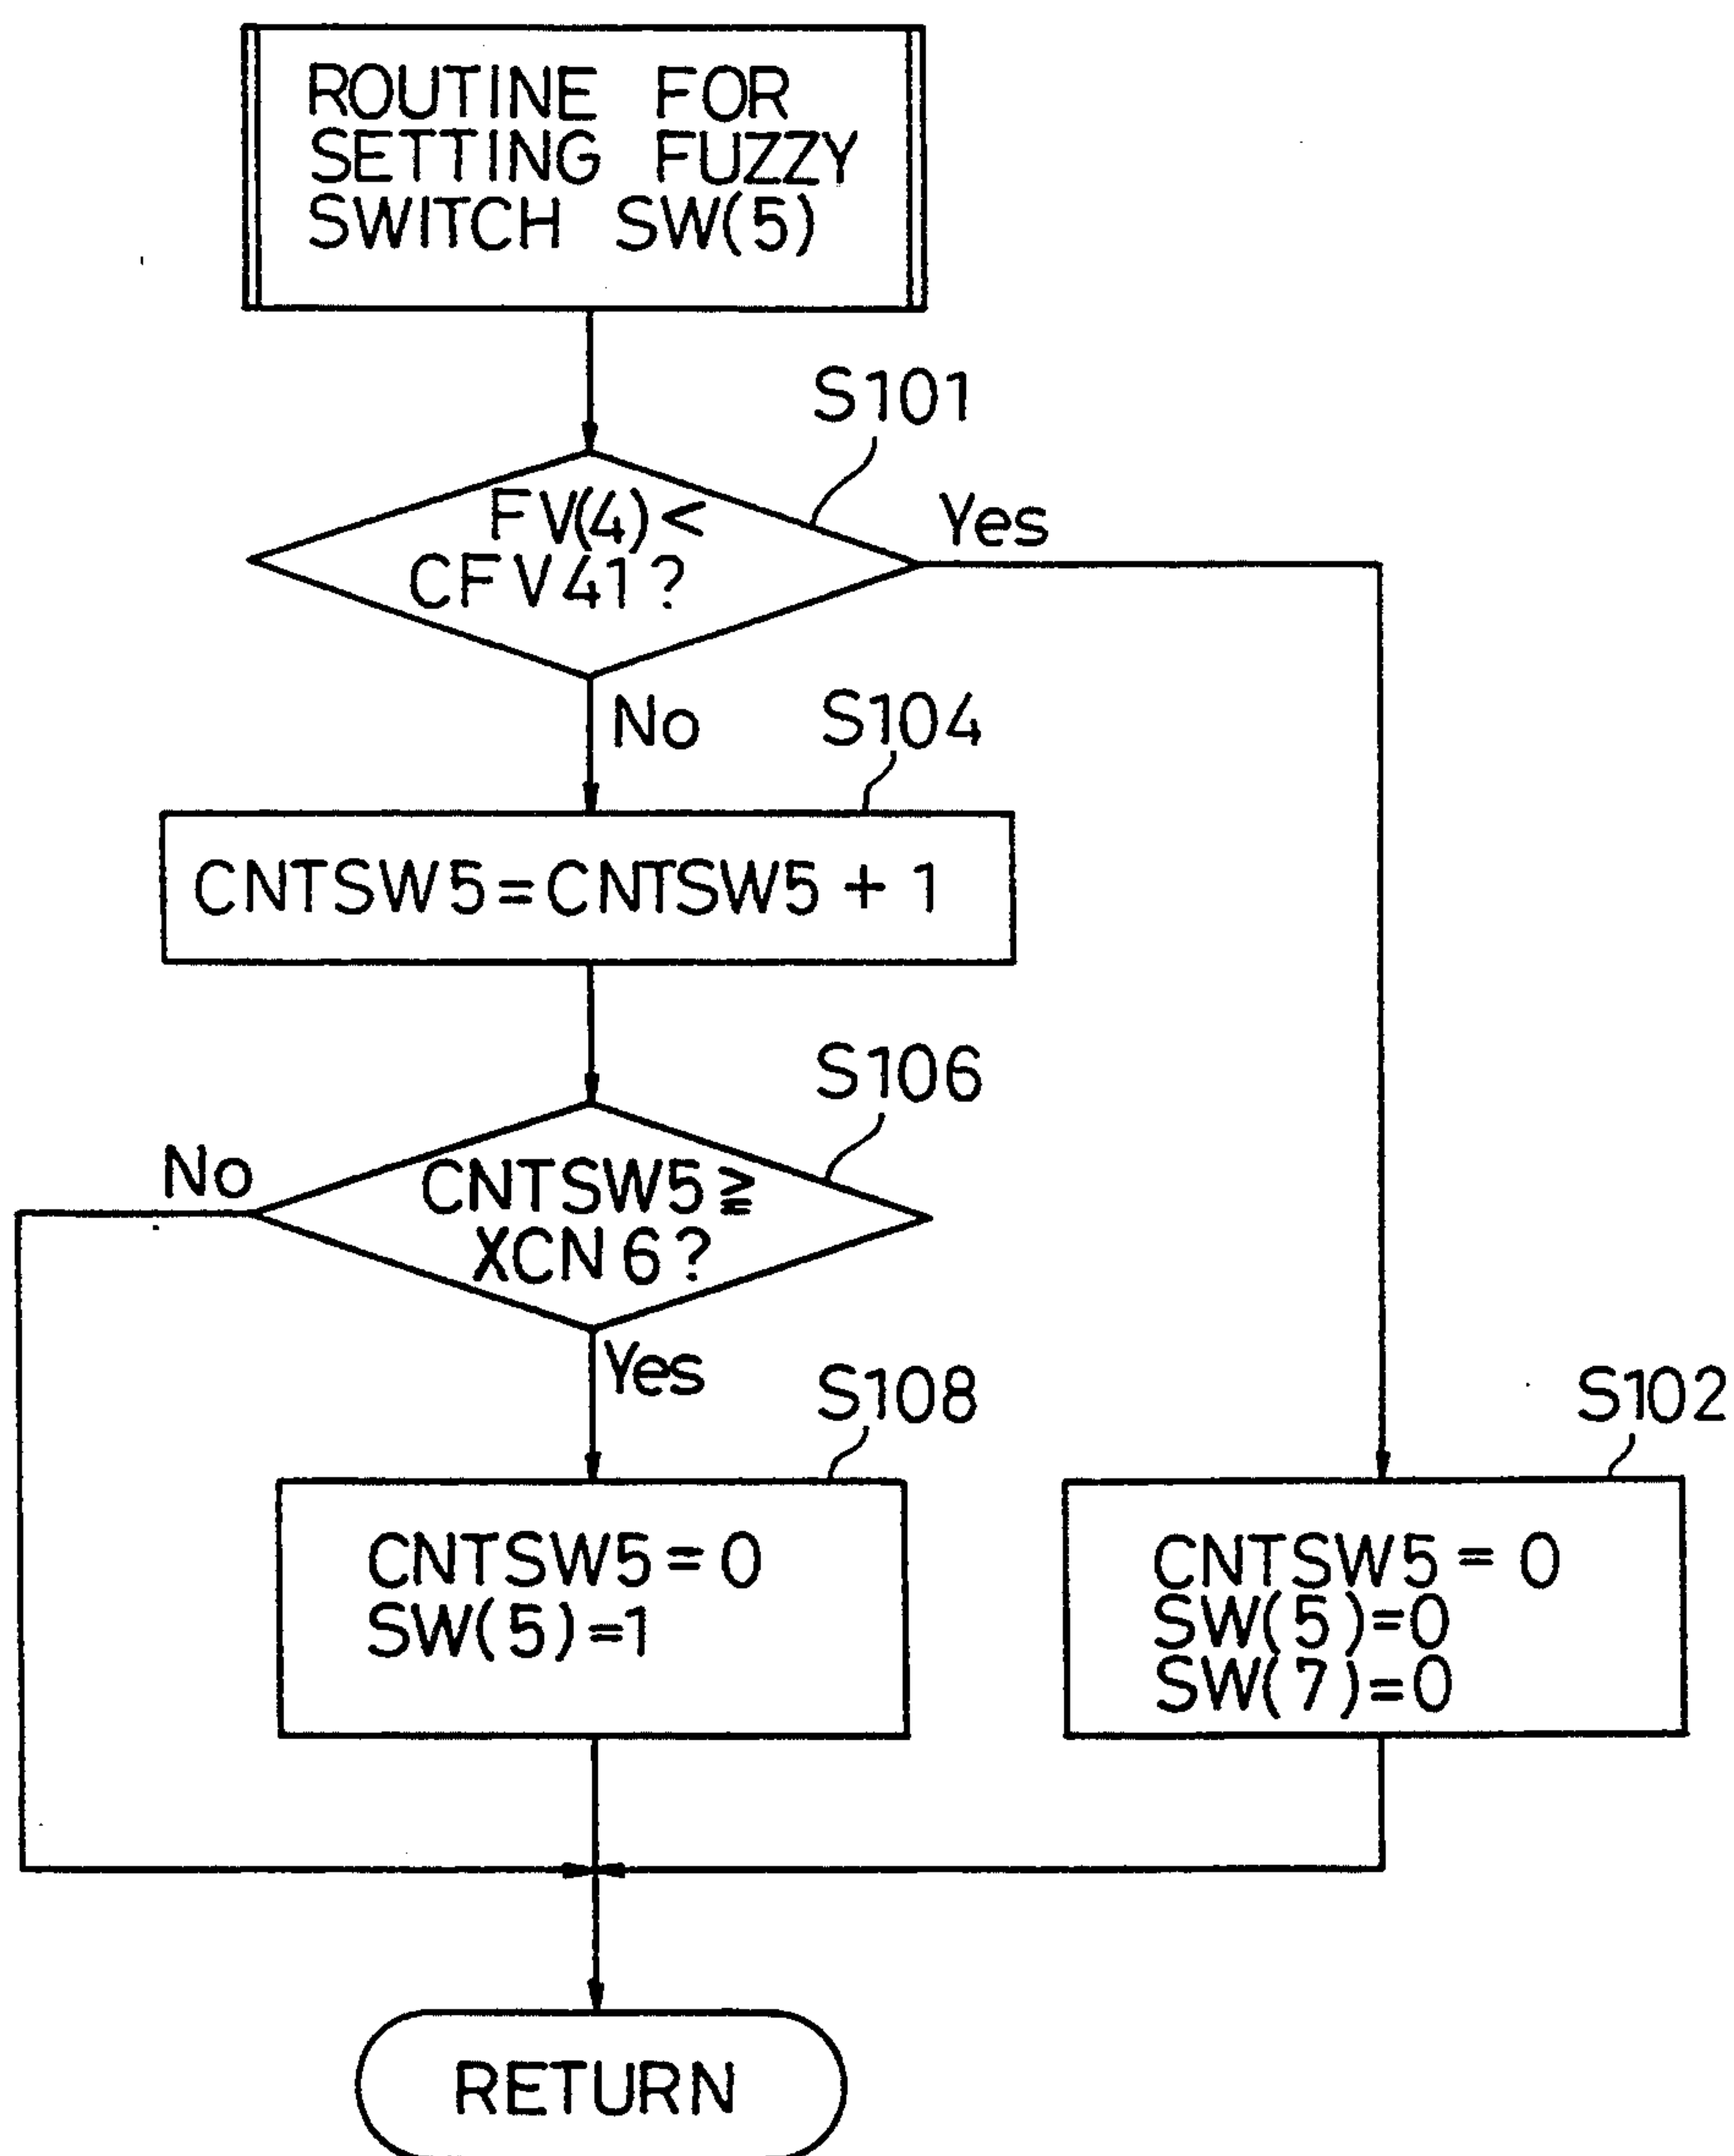 ROUTINE FOR
SETTING FUZZY
SWITCH SW(5)
S101
FV(4)<
CFV41?
Yes
No
S104
CNTSW5=CNTSW5+1
S106
No
CNTSW5≧
XCN6?
Yes
S108
S102
CNTSW5=0
SW(5)=1
CNTSW5=0
SW(5)=0
SW(7)=0
RETURN